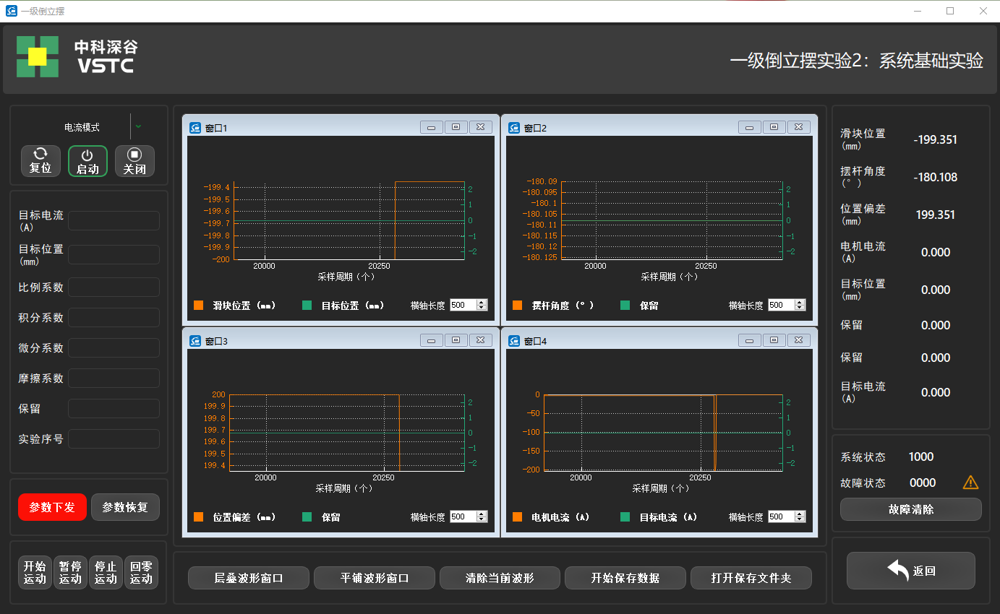 一级倒立摆
中科深谷
VSTC
一级倒立摆实验2：系统基础实验
电流模式
复位
启动
关闭
目标电流
(A)
目标位置
(mm)
比例系数
积分系数
微分系数
摩擦系数
保留
实验序号
参数下发
参数恢复
开始
运动
暂停
运动
停止
运动
回零
运动
窗口1
-199.4
-199.5
-199.6
-199.7
-199.8
-199.9
-200
2
1
0
-1
-2
20000
20250
采样周期（个）
滑块位置（mm）
目标位置（mm）
横轴长度
500
窗口2
-180.09
-180.095
-180.1
-180.105
-180.11
-180.115
-180.12
-180.125
2
1
0
-1
-2
20000
20250
采样周期（个）
摆杆角度（°）
保留
横轴长度
500
窗口3
200
199.9
199.8
199.7
199.6
199.5
199.4
2
1
0
-1
-2
20000
20250
采样周期（个）
位置偏差（mm）
保留
横轴长度
500
窗口4
0
-50
-100
-150
-200
2
1
0
-1
-2
20000
20250
采样周期（个）
电机电流（A）
目标电流（A）
横轴长度
500
层叠波形窗口
平铺波形窗口
清除当前波形
开始保存数据
打开保存文件夹
滑块位置
(mm)
-199.351
摆杆角度
(°)
-180.108
位置偏差
(mm)
199.351
电机电流
(A)
0.000
目标位置
(mm)
0.000
保留
0.000
保留
0.000
目标电流
(A)
0.000
系统状态
1000
故障状态
0000
故障清除
返回